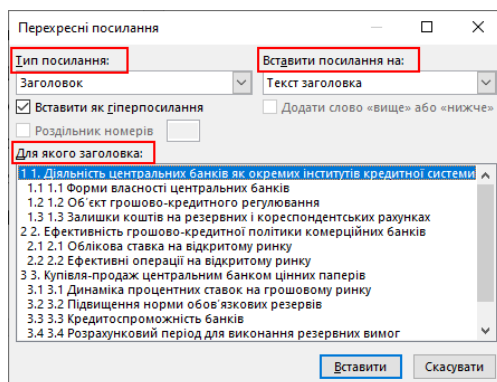 Перехресні посилання
Тип посилання: Вставити посилання на:
Заголовок Текст заголовка
Вставити як гіперпосилання Додати слово «вище» або «нижче»
Роздільник номерів
Для якого заголовка:
1 1. Діяльність центральних банків як окремих інститутів кредитної системи
1.1 1.1 Форми власності центральних банків
1.2 1.2 Об'єкт грошово-кредитного регулювання
1.3 1.3 Залишки коштів на резервних і кореспондентських рахунках
2 2. Ефективність грошово-кредитної політики комерційних банків
2.1 2.1 Облікова ставка на відкритому ринку
2.2 2.2 Ефективні операції на відкритому ринку
3 3. Купівля-продаж центральним банком цінних паперів
3.1 3.1 Динаміка процентних ставок на грошовому ринку
3.2 3.2 Підвищення норми обов'язкових резервів
3.3 3.3 Кредитоспроможність банків
3.4 3.4 Розрахунковий період для виконання резервних вимог
Вставити Скасувати